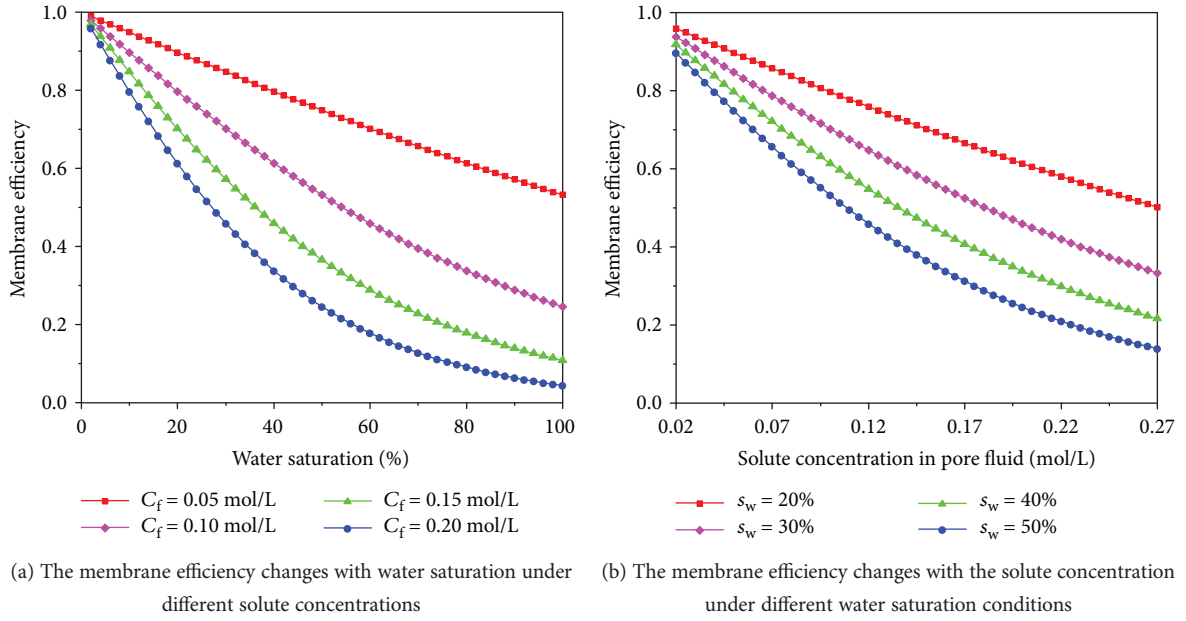 1.0
0.8
0.6
0.4
0.2
0.0
Membrane efficiency
0
20
40
60
80
100
Water saturation (%)
C_f = 0.05 mol/L
C_f = 0.10 mol/L
C_f = 0.15 mol/L
C_f = 0.20 mol/L
(a) The membrane efficiency changes with water saturation under
different solute concentrations
1.0
0.8
0.6
0.4
0.2
0.0
Membrane efficiency
0.02
0.07
0.12
0.17
0.22
0.27
Solute concentration in pore fluid (mol/L)
s_w = 20%
s_w = 30%
s_w = 40%
s_w = 50%
(b) The membrane efficiency changes with the solute concentration
under different water saturation conditions